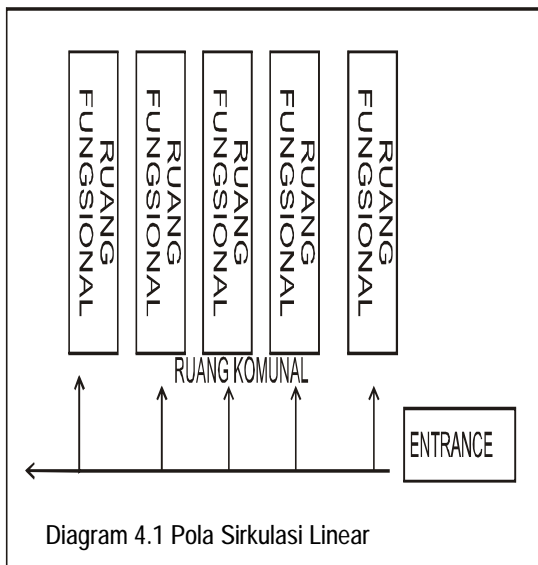 RUANG
FUNGSIONAL
RUANG
FUNGSIONAL
RUANG
FUNGSIONAL
RUANG
FUNGSIONAL
RUANG
FUNGSIONAL
RUANG KOMUNAL
ENTRANCE
Diagram 4.1 Pola Sirkulasi Linear